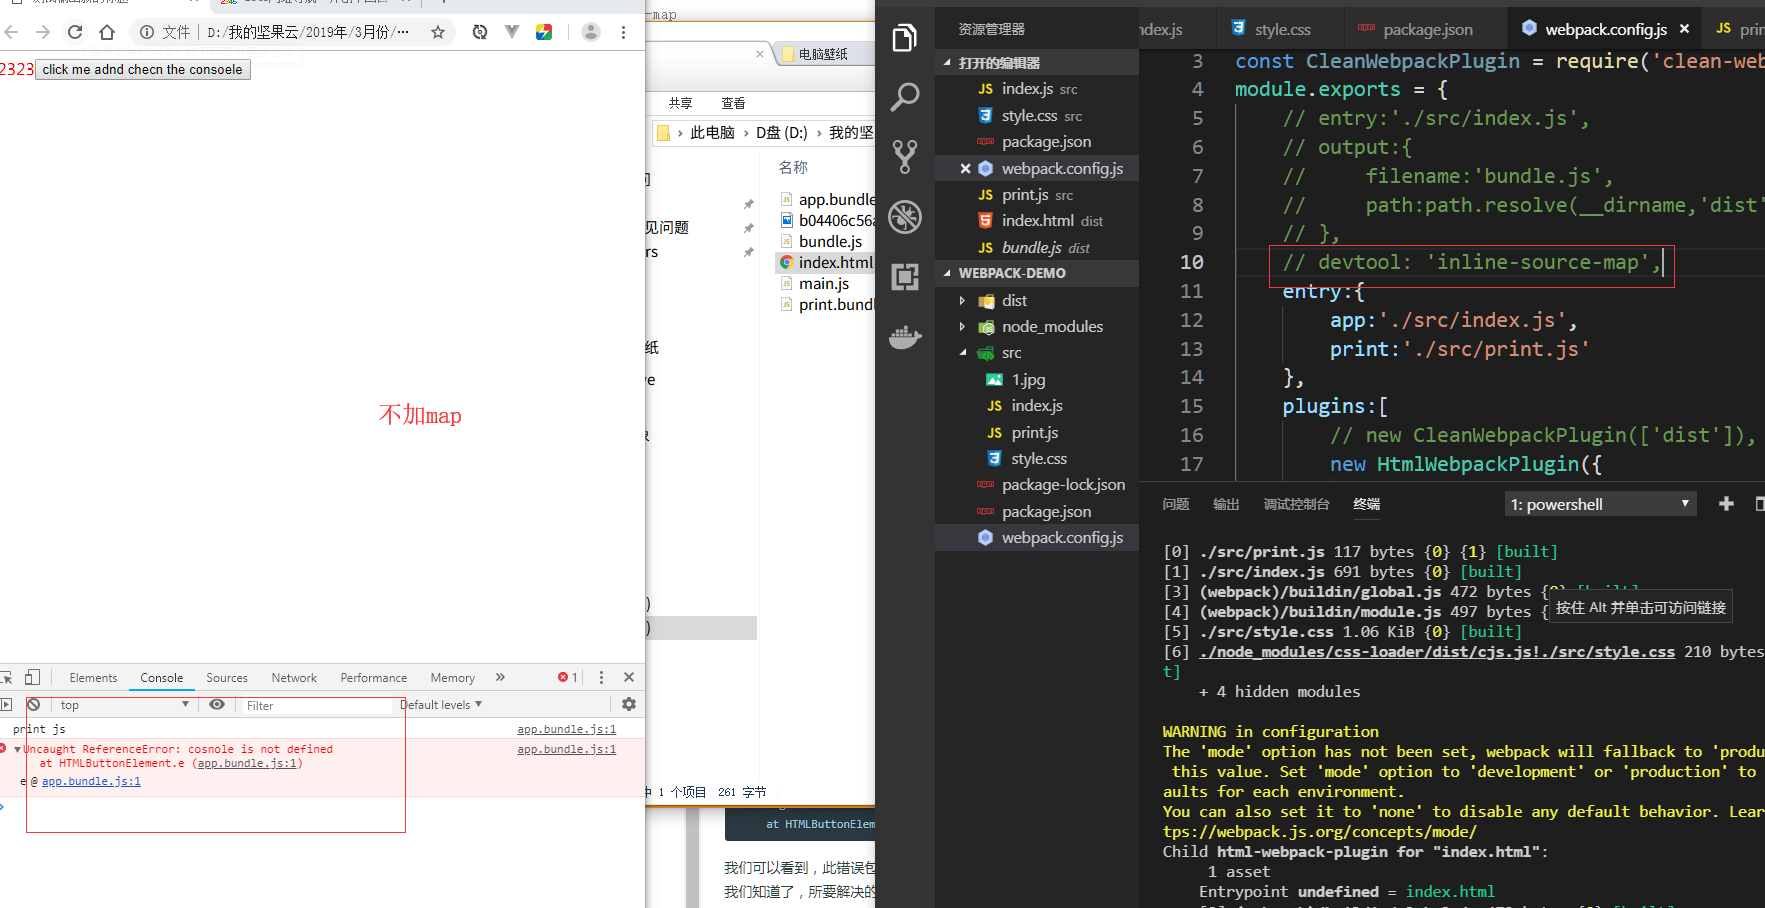 文件 D:/我的坚果云/2019年/3月份/···
2323 click me adnd checn the consoele
不加map
Elements Console Sources Network Performance Memory » 1
top Filter Default levels
print js app.bundle.js:1
Uncaught ReferenceError: cosnole is not defined app.bundle.js:1
at HTMLButtonElement.e (app.bundle.js:1)
e @ app.bundle.js:1
-map
电脑壁纸
共享 查看
此电脑 › D盘 (D:) › 我的坚
名称
app.bundle
见问题
b04406c56a
bundle.js
rs
index.html
main.js
print.bund
纸
ve
中 1 个项目 261 字节
at HTMLButtonElem
我们可以看到，此错误包
我们知道了，所要解决的
资源管理器
打开的编辑器
index.js src
style.css src
package.json
webpack.config.js
print.js src
index.html dist
bundle.js dist
WEBPACK-DEMO
dist
node_modules
src
1.jpg
index.js
print.js
style.css
package-lock.json
package.json
webpack.config.js
ndex.js style.css package.json webpack.config.js prin
3 const CleanWebpackPlugin = require('clean-web
4 module.exports = {
5 // entry:'./src/index.js',
6 // output:{
7 //     filename:'bundle.js',
8 //     path:path.resolve(__dirname,'dist'
9 // },
10 // devtool: 'inline-source-map',
11 entry:{
12 app:'./src/index.js',
13 print:'./src/print.js'
14 },
15 plugins:[
16 // new CleanWebpackPlugin(['dist']),
17 new HtmlWebpackPlugin({
问题 输出 调试控制台 终端 1: powershell
[0] ./src/print.js 117 bytes {0} {1} [built]
[1] ./src/index.js 691 bytes {0} [built]
[3] (webpack)/buildin/global.js 472 bytes {0} [built]
[4] (webpack)/buildin/module.js 497 bytes {
按住 Alt 并单击可访问链接
[5] ./src/style.css 1.06 KiB {0} [built]
[6] ./node_modules/css-loader/dist/cjs.js!./src/style.css 210 bytes
t]
+ 4 hidden modules
WARNING in configuration
The 'mode' option has not been set, webpack will fallback to 'produ
this value. Set 'mode' option to 'development' or 'production' to
aults for each environment.
You can also set it to 'none' to disable any default behavior. Lear
tps://webpack.js.org/concepts/mode/
Child html-webpack-plugin for "index.html":
1 asset
Entrypoint undefined = index.html